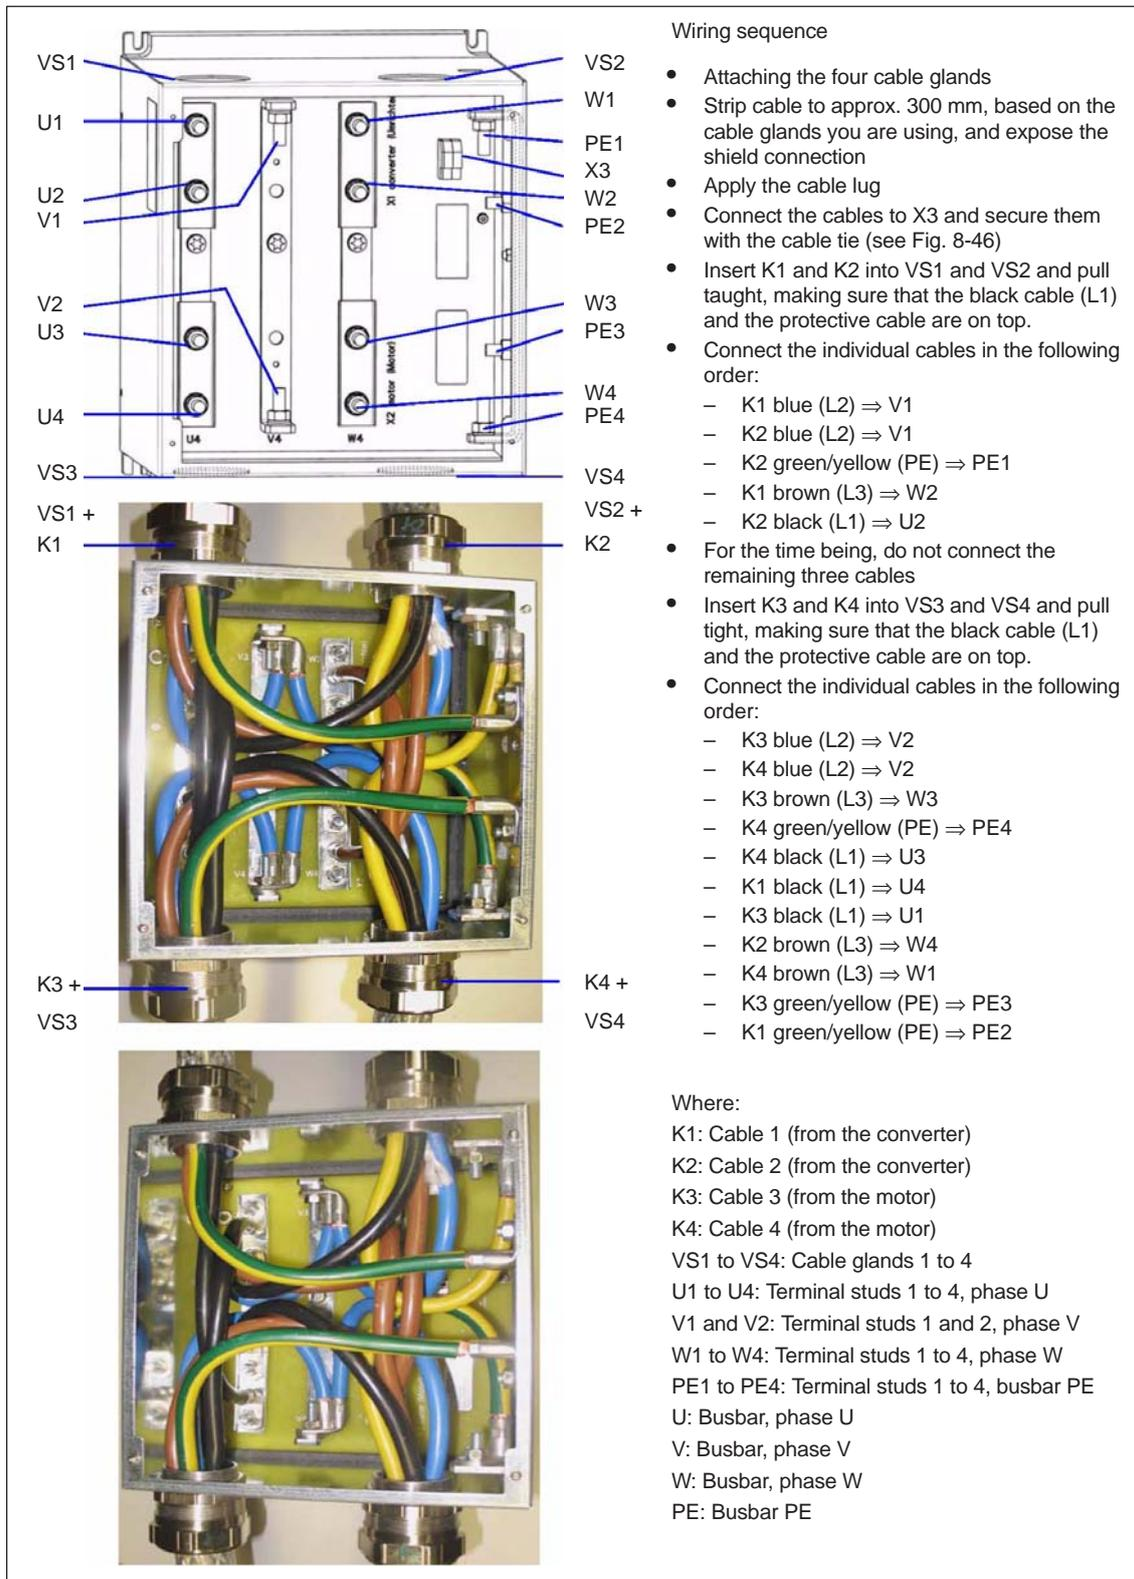 VS1
U1
U2
V1
V2
U3
U4
VS3
VS2
W1
PE1
X3
W2
PE2
W3
PE3
W4
PE4
VS4
X1 converter (Umrichter
X2 motor (Motor)
U4
V4
W4
VS1 +
K1
VS2 +
K2
K3 +
VS3
K4 +
VS4
Wiring sequence
• Attaching the four cable glands
• Strip cable to approx. 300 mm, based on the
cable glands you are using, and expose the
shield connection
• Apply the cable lug
• Connect the cables to X3 and secure them
with the cable tie (see Fig. 8-46)
• Insert K1 and K2 into VS1 and VS2 and pull
taught, making sure that the black cable (L1)
and the protective cable are on top.
• Connect the individual cables in the following
order:
– K1 blue (L2) ⇒ V1
– K2 blue (L2) ⇒ V1
– K2 green/yellow (PE) ⇒ PE1
– K1 brown (L3) ⇒ W2
– K2 black (L1) ⇒ U2
• For the time being, do not connect the
remaining three cables
• Insert K3 and K4 into VS3 and VS4 and pull
tight, making sure that the black cable (L1)
and the protective cable are on top.
• Connect the individual cables in the following
order:
– K3 blue (L2) ⇒ V2
– K4 blue (L2) ⇒ V2
– K3 brown (L3) ⇒ W3
– K4 green/yellow (PE) ⇒ PE4
– K4 black (L1) ⇒ U3
– K1 black (L1) ⇒ U4
– K3 black (L1) ⇒ U1
– K2 brown (L3) ⇒ W4
– K4 brown (L3) ⇒ W1
– K3 green/yellow (PE) ⇒ PE3
– K1 green/yellow (PE) ⇒ PE2
Where:
K1: Cable 1 (from the converter)
K2: Cable 2 (from the converter)
K3: Cable 3 (from the motor)
K4: Cable 4 (from the motor)
VS1 to VS4: Cable glands 1 to 4
U1 to U4: Terminal studs 1 to 4, phase U
V1 and V2: Terminal studs 1 and 2, phase V
W1 to W4: Terminal studs 1 to 4, phase W
PE1 to PE4: Terminal studs 1 to 4, busbar PE
U: Busbar, phase U
V: Busbar, phase V
W: Busbar, phase W
PE: Busbar PE